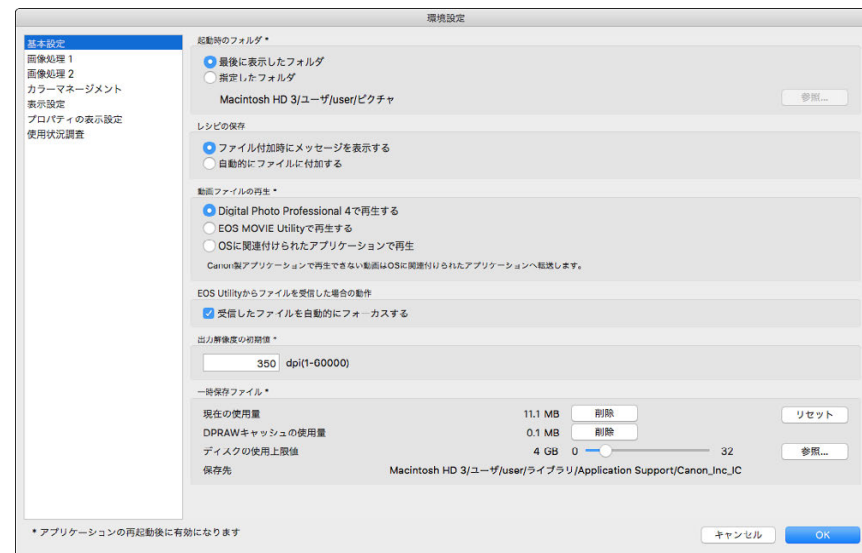 環境設定
基本設定
画像処理 1
画像処理 2
カラーマネージメント
表示設定
プロパティの表示設定
使用状況調査
起動時のフォルダ *
最後に表示したフォルダ
指定したフォルダ
Macintosh HD 3/ユーザ/user/ピクチャ
参照...
レシピの保存
ファイル付加時にメッセージを表示する
自動的にファイルに付加する
動画ファイルの再生 *
Digital Photo Professional 4で再生する
EOS MOVIE Utilityで再生する
OSに関連付けられたアプリケーションで再生
Canon製アプリケーションで再生できない動画はOSに関連付けられたアプリケーションへ転送します。
EOS Utilityからファイルを受信した場合の動作
受信したファイルを自動的にフォーカスする
出力解像度の初期値 *
350 dpi(1-60000)
一時保存ファイル *
現在の使用量 11.1 MB 削除 リセット
DPRAWキャッシュの使用量 0.1 MB 削除
ディスクの使用上限値 4 GB 0 32 参照...
保存先 Macintosh HD 3/ユーザ/user/ライブラリ/Application Support/Canon_Inc_IC
* アプリケーションの再起動後に有効になります
キャンセル OK